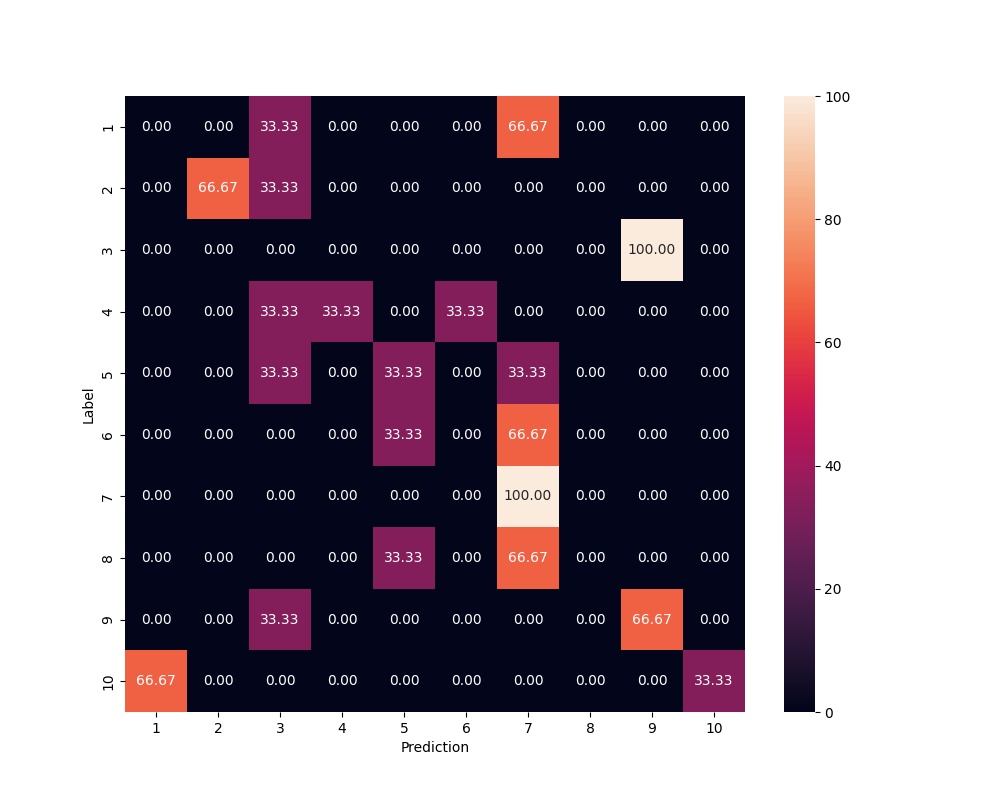 1 0.00 0.00 33.33 0.00 0.00 0.00 66.67 0.00 0.00 0.00
2 0.00 66.67 33.33 0.00 0.00 0.00 0.00 0.00 0.00 0.00
3 0.00 0.00 0.00 0.00 0.00 0.00 0.00 0.00 100.00 0.00
4 0.00 0.00 33.33 33.33 0.00 33.33 0.00 0.00 0.00 0.00
5 0.00 0.00 33.33 0.00 33.33 0.00 33.33 0.00 0.00 0.00
6 0.00 0.00 0.00 0.00 33.33 0.00 66.67 0.00 0.00 0.00
7 0.00 0.00 0.00 0.00 0.00 0.00 100.00 0.00 0.00 0.00
8 0.00 0.00 0.00 0.00 33.33 0.00 66.67 0.00 0.00 0.00
9 0.00 0.00 33.33 0.00 0.00 0.00 0.00 0.00 66.67 0.00
10 66.67 0.00 0.00 0.00 0.00 0.00 0.00 0.00 0.00 33.33
1 2 3 4 5 6 7 8 9 10
Prediction
Label
100
80
60
40
20
0